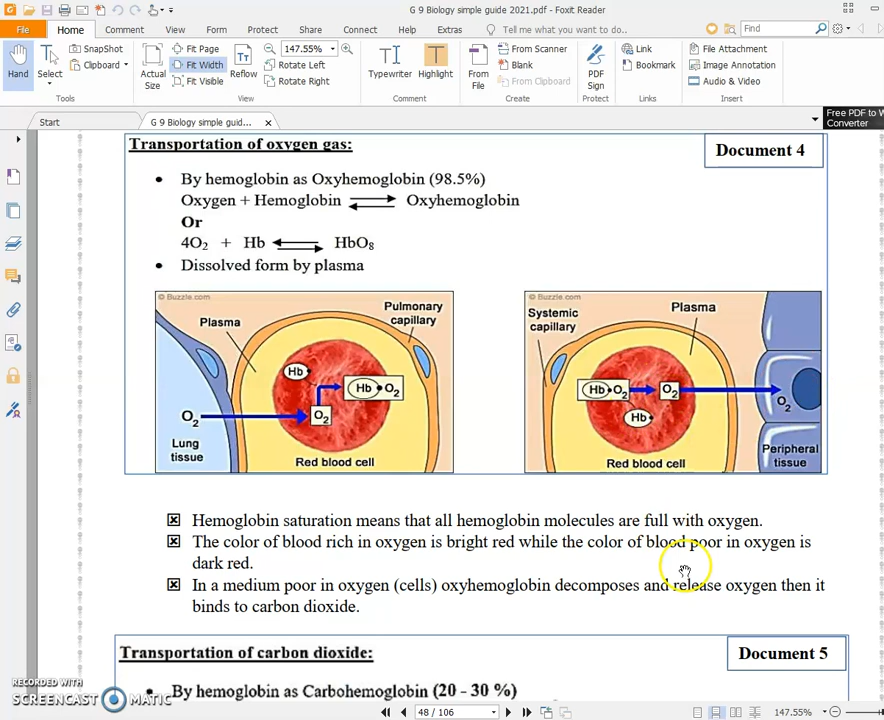 G 9 Biology simple guide 2021.pdf - Foxit Reader
File Home Comment View Form Protect Connect Help Extras Tell me what you want to do.. Find
Hand
Select
SnapShot
Clipboard
Actual Size
Fit Page
Fit Width
Fit Visible
Reflow
147.55%
Rotate Left
Rotate Right
Typewriter
Highlight
From File
From Scanner
Blank
From Clipboard
PDF Sign
Link
Bookmark
File Attachment
Image Annotation
Audio & Video
Tools View Comment Create Protect Links Insert
Start G 9 Biology simple guid... Free PDF to W
Converter
Transportation of oxygen gas:
Document 4
• By hemoglobin as Oxyhemoglobin (98.5%)
Oxygen + Hemoglobin ⇌ Oxyhemoglobin
Or
4O₂ + Hb ⇌ HbO₈
• Dissolved form by plasma
© Buzzle.com
Plasma
Pulmonary
capillary
Hb
Hb•O₂
O₂
O₂
Lung
tissue
Red blood cell
© Buzzle.com
Systemic
capillary
Plasma
Hb•O₂
O₂
O₂
Hb
Peripheral
tissue
Red blood cell
Hemoglobin saturation means that all hemoglobin molecules are full with oxygen.
The color of blood rich in oxygen is bright red while the color of blood poor in oxygen is
dark red.
In a medium poor in oxygen (cells) oxyhemoglobin decomposes and release oxygen then it
binds to carbon dioxide.
Transportation of carbon dioxide:
Document 5
• By hemoglobin as Carbohemoglobin (20 - 30 %)
RECORDED WITH
SCREENCAST MATIC
48 / 106
147.55%